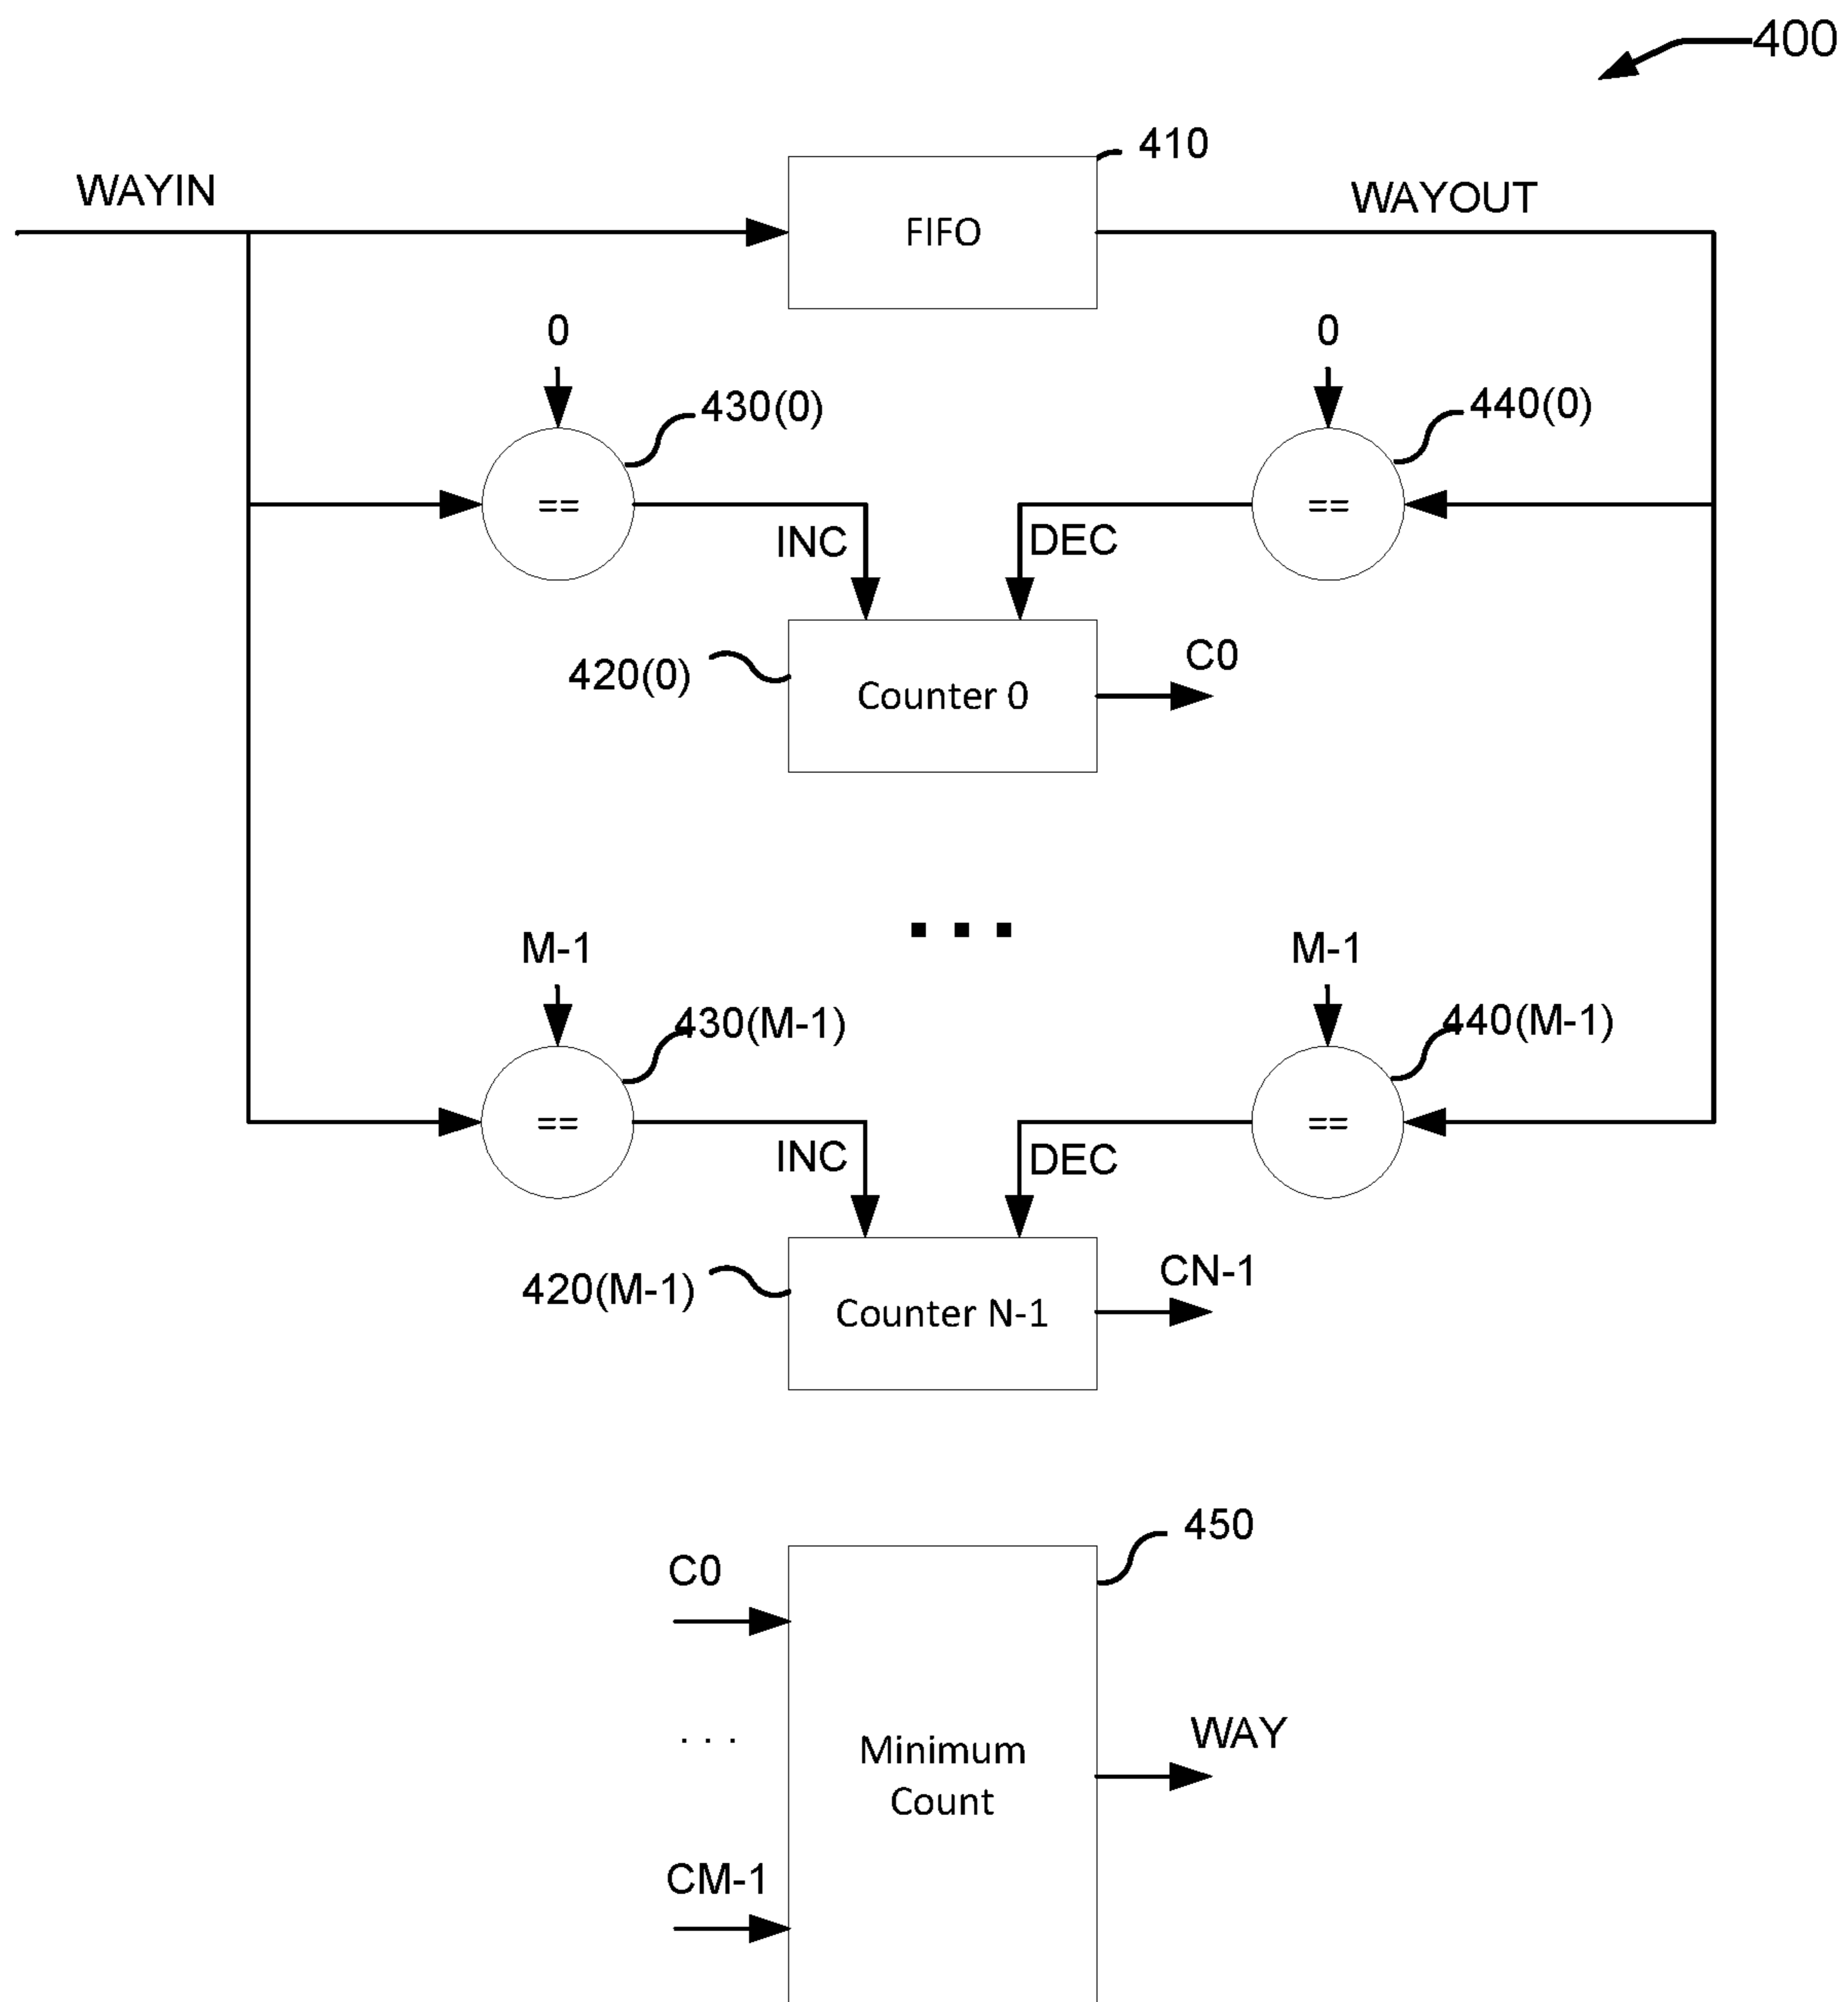 400
410
WAYIN
WAYOUT
FIFO
0
0
430(0)
440(0)
==
==
INC
DEC
C0
420(0)
Counter 0
...
M-1
M-1
430(M-1)
440(M-1)
==
==
INC
DEC
CN-1
420(M-1)
Counter N-1
450
C0
. . .
Minimum
Count
WAY
CM-1